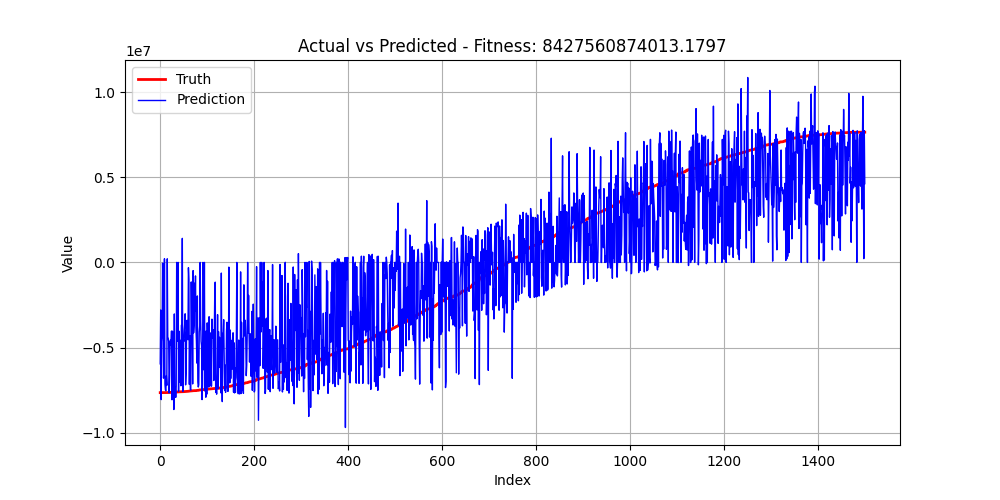 Actual vs Predicted - Fitness: 8427560874013.1797
1e7
Truth
Prediction
1.0
0.5
0.0
−0.5
−1.0
Value
0 200 400 600 800 1000 1200 1400
Index